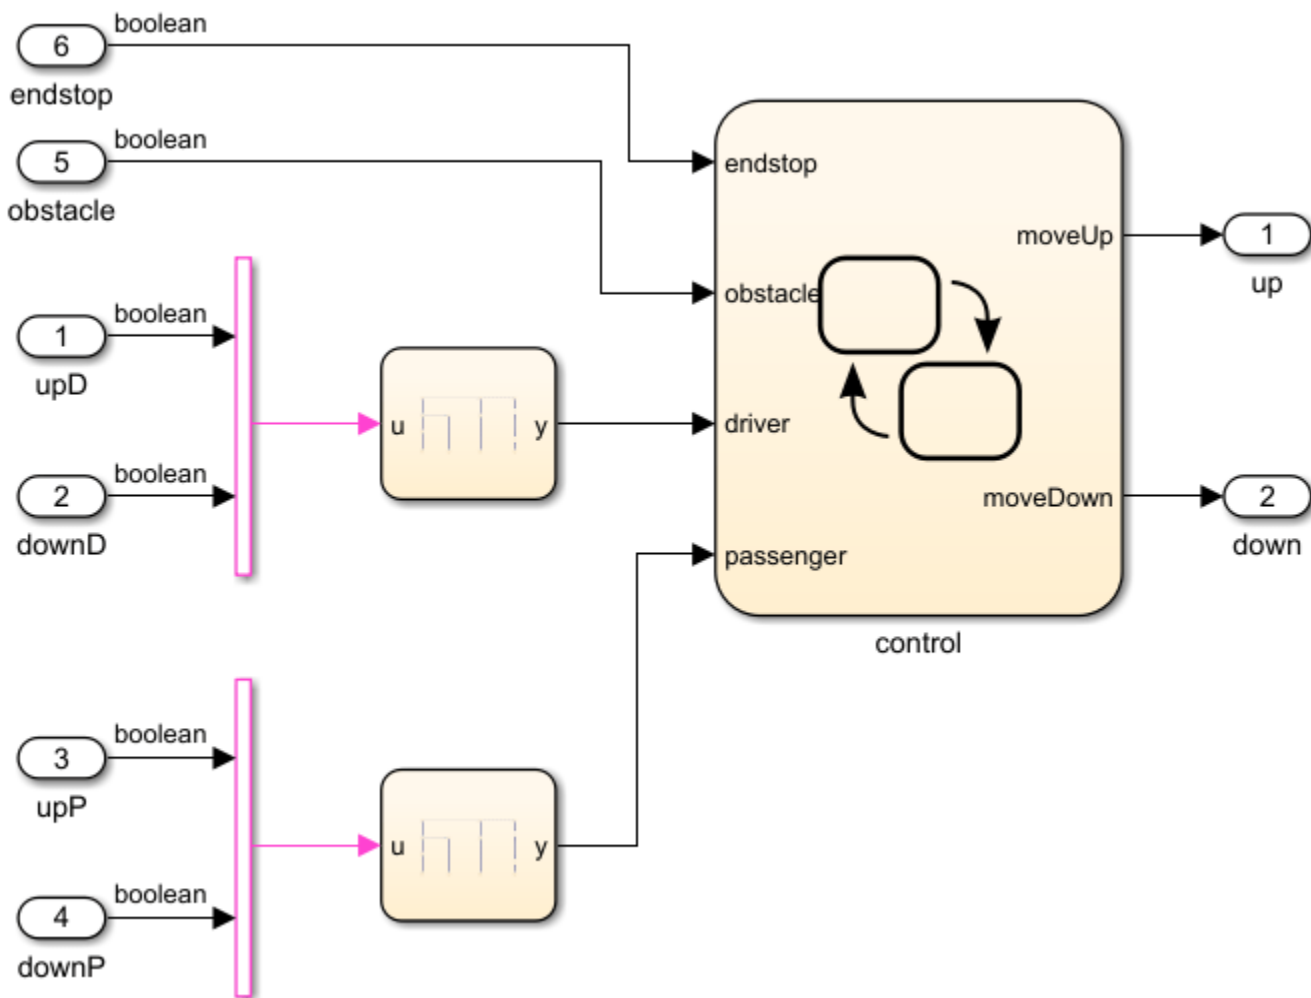 boolean
6
endstop
boolean
5
obstacle
endstop
moveUp
1
up
obstacle
boolean
1
upD
u
y
driver
boolean
2
downD
moveDown
2
down
passenger
control
boolean
3
upP
u
y
boolean
4
downP